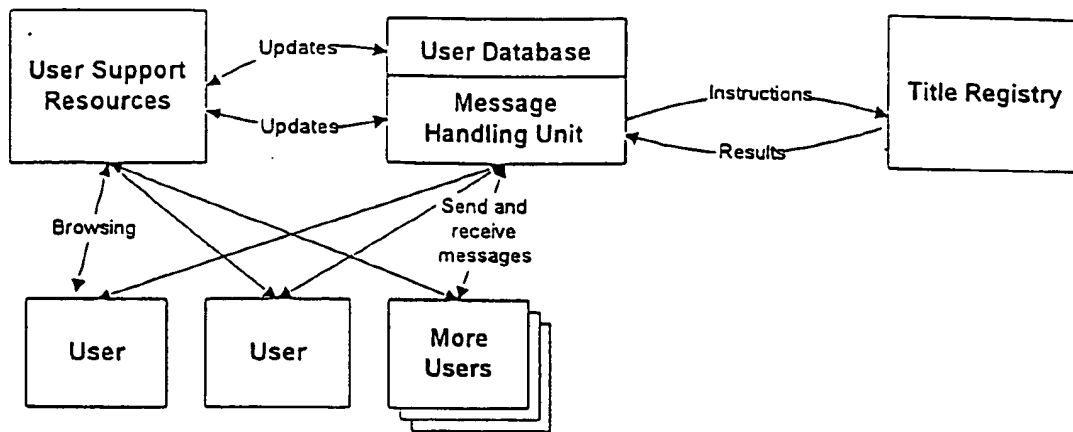 User Support
Resources
Updates
Updates
User Database
Message
Handling Unit
Instructions
Results
Title Registry
Browsing
Send and
receive
messages
User
User
More
Users